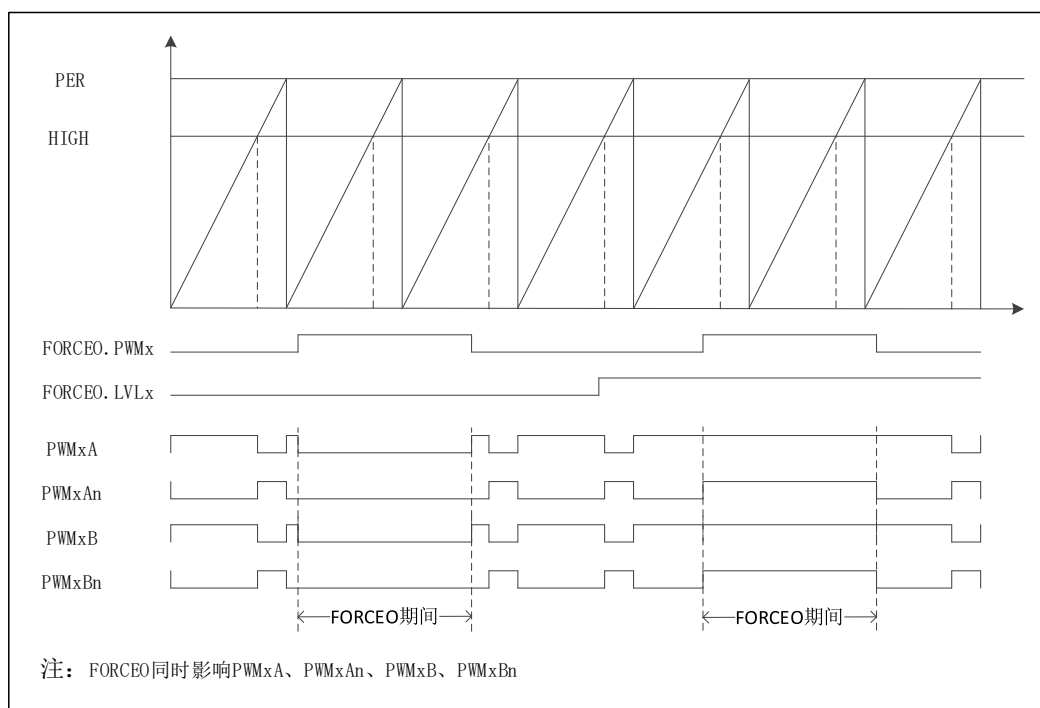 PER
HIGH
FORCEO.PWMx
FORCEO.LVLx
PWMxA
PWMxAn
PWMxB
PWMxBn
FORCEO期间
FORCEO期间
注：FORCEO同时影响PWMxA、PWMxAn、PWMxB、PWMxBn